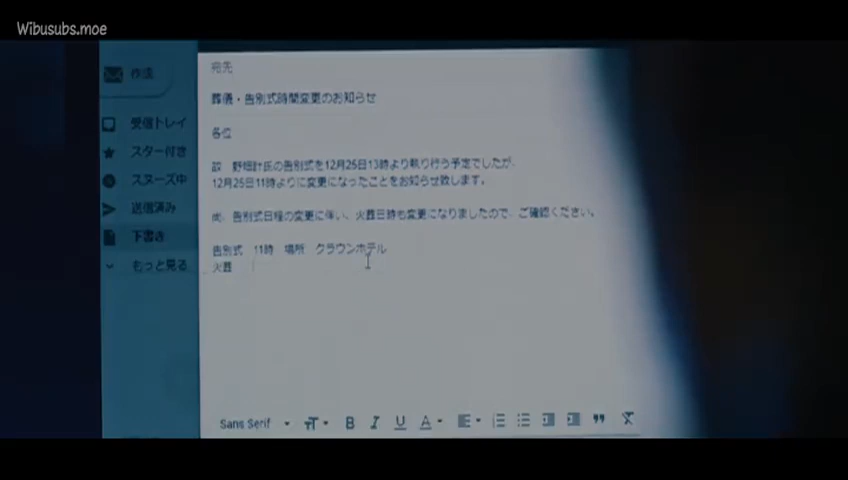 Wibusubs.moe
作成
受信トレイ
スター付き
スヌーズ中
送信済み
下書き
もっと見る
宛先
葬儀・告別式時間変更のお知らせ
各位
故 野畑計氏の告別式を12月25日13時より執り行う予定でしたが、
12月25日11時よりに変更になったことをお知らせ致します。
尚、告別式日程の変更に伴い、火葬日時も変更になりましたので、ご確認ください。
告別式 11時 場所 クラウンホテル
火葬
Sans Serif